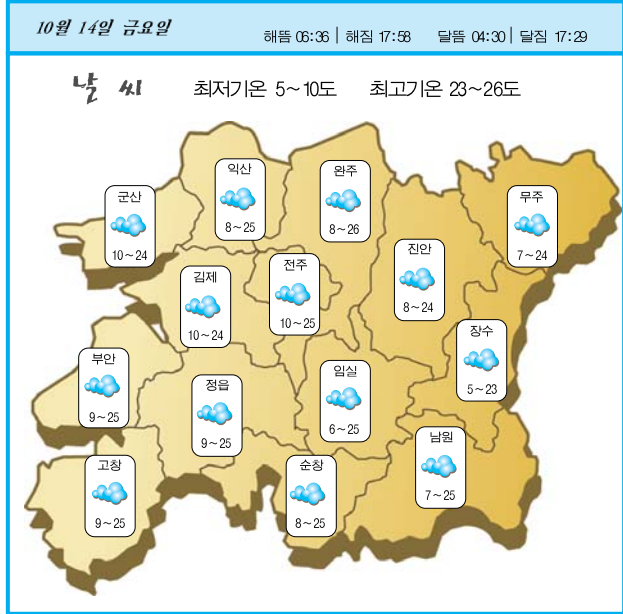 10월 14일 금요일
해뜸 06:36 | 해짐 17:58 달뜸 04:30 | 달짐 17:29
날 씨 최저기온 5~10도 최고기온 23~26도
익산
8~25
완주
8~26
군산
10~24
무주
7~24
진안
8~24
전주
10~25
김제
10~24
장수
5~23
부안
9~25
임실
6~25
정읍
9~25
남원
7~25
고창
9~25
순창
8~25